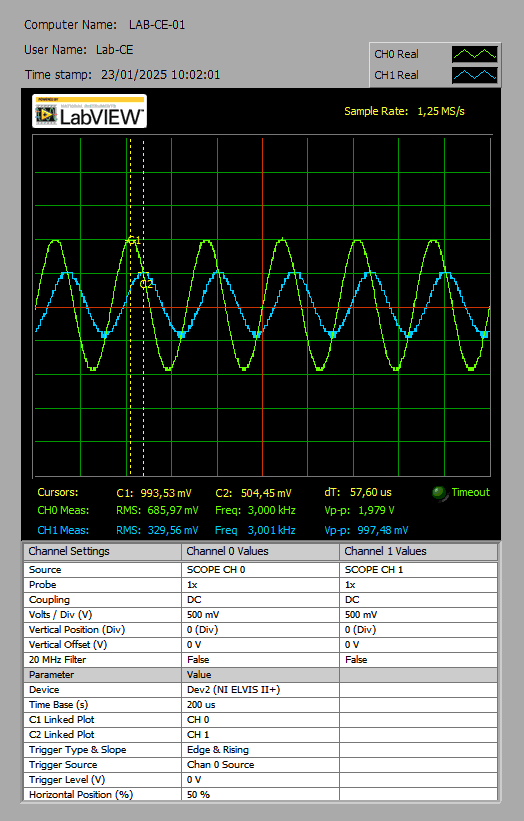 Computer Name: LAB-CE-01
User Name: Lab-CE
Time stamp: 23/01/2025 10:02:01
CH0 Real
CH1 Real
POWERED BY
NATIONAL INSTRUMENTS
LabVIEW™
Sample Rate: 1,25 MS/s
C1
C2
Cursors: C1: 993,53 mV C2: 504,45 mV dT: 57,60 us Timeout
CH0 Meas: RMS: 685,97 mV Freq: 3,000 kHz Vp-p: 1,979 V
CH1 Meas: RMS: 329,56 mV Freq 3,001 kHz Vp-p: 997,48 mV
Channel Settings Channel 0 Values Channel 1 Values
Source SCOPE CH 0 SCOPE CH 1
Probe 1x 1x
Coupling DC DC
Volts / Div (V) 500 mV 500 mV
Vertical Position (Div) 0 (Div) 0 (Div)
Vertical Offset (V) 0 V 0 V
20 MHz Filter False False
Parameter Value
Device Dev2 (NI ELVIS II+)
Time Base (s) 200 us
C1 Linked Plot CH 0
C2 Linked Plot CH 1
Trigger Type & Slope Edge & Rising
Trigger Source Chan 0 Source
Trigger Level (V) 0 V
Horizontal Position (%) 50 %